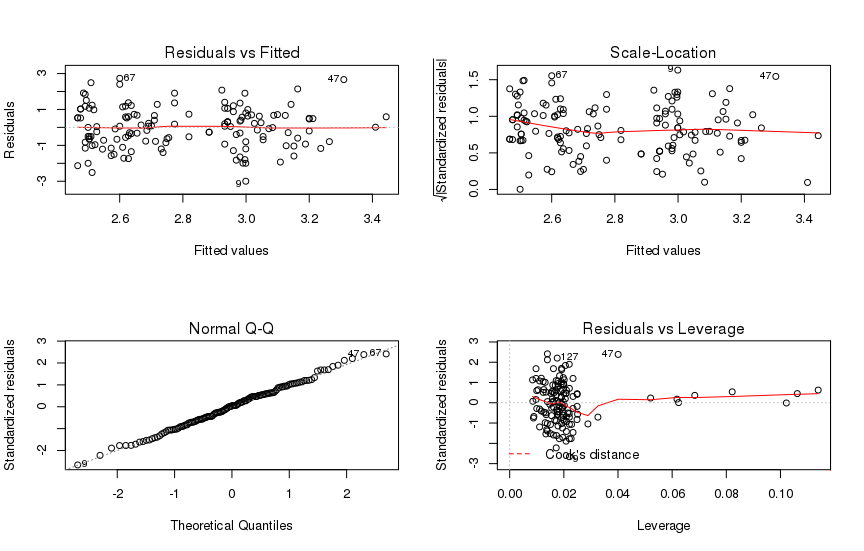 Residuals vs Fitted
Residuals
3
1
-1
-3
67
47
9
2.6 2.8 3.0 3.2 3.4
Fitted values
Scale-Location
√|Standardized residuals|
1.5
1.0
0.5
0.0
67
9
47
2.6 2.8 3.0 3.2 3.4
Fitted values
Normal Q-Q
Standardized residuals
3
2
0
-2
47 67
9
-2 -1 0 1 2
Theoretical Quantiles
Residuals vs Leverage
Standardized residuals
3
2
1
0
-1
-3
127
47
9
Cook's distance
0.00 0.02 0.04 0.06 0.08 0.10
Leverage